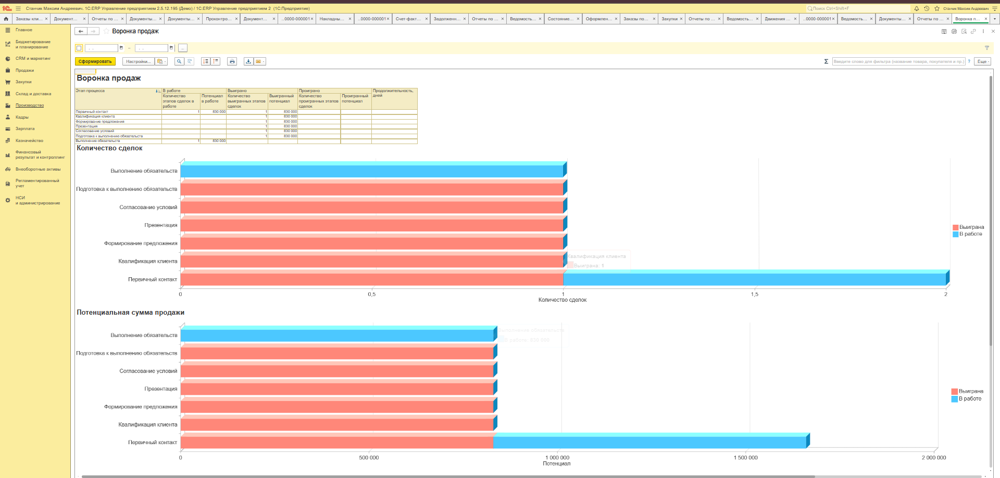 1С Станчик Максим Андреевич. 1С:ERP Управление предприятием 2.5.12.195 (Демо) / 1С:ERP Управление предприятием 2 (1С:Предприятие) Поиск Ctrl+Shift+F Станчик Максим Андреевич
Заказы кли... × Документ... × Отчеты по ... × Документы... × Документы... × Проконтро... × Документ... × ..0000-000001 × Накладны... × ..0000-000001 × Счет-факт... × Задолженн... × Отчеты по ... × Ведомость... × Состояние... × Оформлен... × Заказы по... × Закупки × Отчеты по ... × Ведомость... × Движения ... × ..0000-000001 × Ведомость... × Документы... × Отчеты по ... × Воронка п... ×
Главное
Бюджетирование
и планирование
CRM и маркетинг
Продажи
Закупки
Склад и доставка
Производство
Кадры
Зарплата
Казначейство
Финансовый
результат и контроллинг
Внеоборотные активы
Регламентированный
учет
НСИ
и администрирование
Воронка продаж
. . – . . ...
Сформировать Настройки... Σ Введите слово для фильтра (название товара, покупателя и пр.) ? Еще
Воронка продаж
Этап процесса В работе Выиграно Проиграно Продолжительность,
дней
Количество
этапов сделок в
работе Потенциал
в работе Количество
выигранных этапов
сделок Выигранный
потенциал Количество
проигранных этапов
сделок Проигранный
потенциал
Первичный контакт 1 830 000 1 830 000
Квалификация клиента 1 830 000
Формирование предложения 1 830 000
Презентация 1 830 000
Согласование условий 1 830 000
Подготовка к выполнению обязательств 1 830 000
Выполнение обязательств 1 830 000
Количество сделок
Выполнение обязательств
Подготовка к выполнению обязательств
Согласование условий
Презентация
Формирование предложения
Квалификация клиента
Первичный контакт
Квалификация клиента
Выиграна: 1
Выиграна
В работе
0 0,5 1 1,5 2
Количество сделок
Потенциальная сумма продажи
Выполнение обязательств
Подготовка к выполнению обязательств
Согласование условий
Презентация
Формирование предложения
Квалификация клиента
Первичный контакт
Выполнение обязательств
В работе: 830 000
Выиграна
В работе
0 500 000 1 000 000 1 500 000 2 000 000
Потенциал